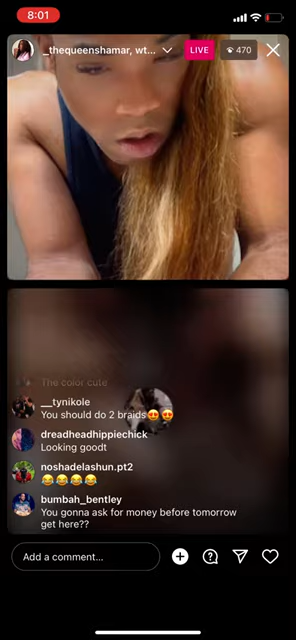 8:01
_thequeenshamar, wt...
LIVE
470
The color cute
__tynikole
You should do 2 braids😍😍
dreadheadhippiechick
Looking goodt
noshadelashun.pt2
😂😂😂😂
bumbah_bentley
You gonna ask for money before tomorrow
get here??
Add a comment...